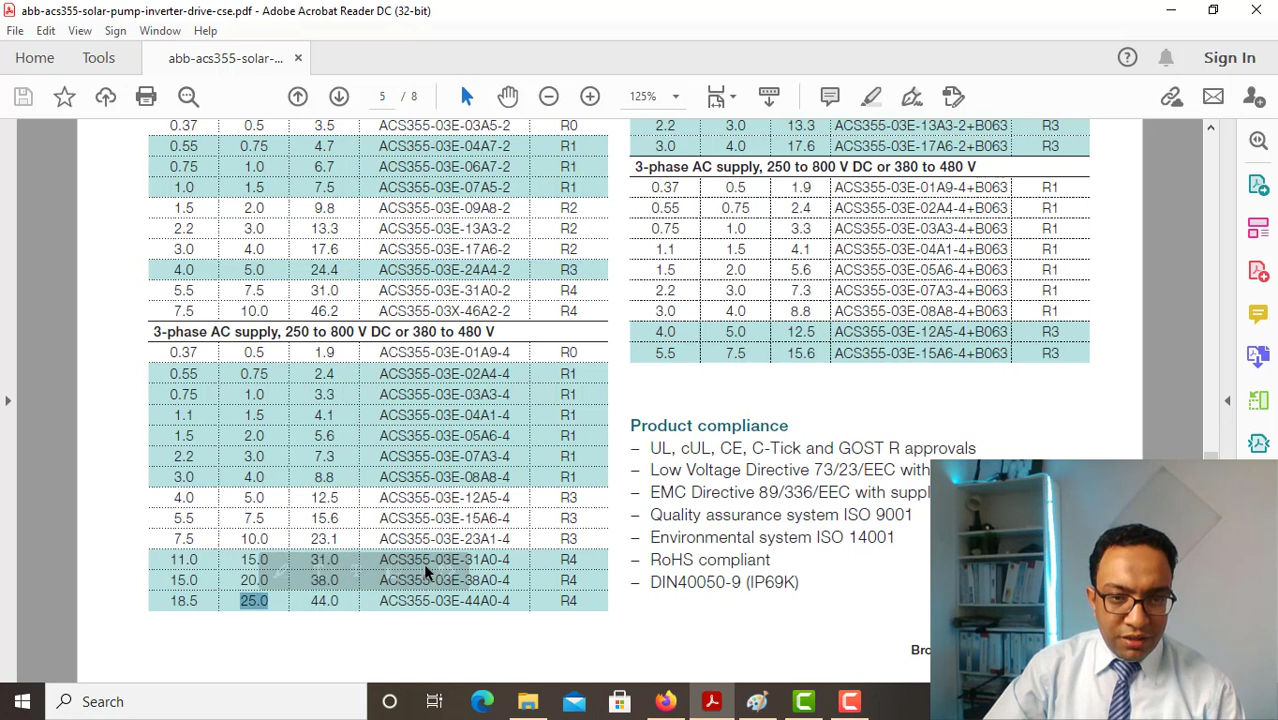 abb-acs355-solar-pump-inverter-drive-cse.pdf - Adobe Acrobat Reader DC (32-bit)
File Edit View Sign Window Help
Home Tools abb-acs355-solar-... × Sign In
5 / 8 125%
0.37 0.5 3.5 ACS355-03E-03A5-2 R0
0.55 0.75 4.7 ACS355-03E-04A7-2 R1
0.75 1.0 6.7 ACS355-03E-06A7-2 R1
1.0 1.5 7.5 ACS355-03E-07A5-2 R1
1.5 2.0 9.8 ACS355-03E-09A8-2 R2
2.2 3.0 13.3 ACS355-03E-13A3-2 R2
3.0 4.0 17.6 ACS355-03E-17A6-2 R2
4.0 5.0 24.4 ACS355-03E-24A4-2 R3
5.5 7.5 31.0 ACS355-03E-31A0-2 R4
7.5 10.0 46.2 ACS355-03X-46A2-2 R4
3-phase AC supply, 250 to 800 V DC or 380 to 480 V
0.37 0.5 1.9 ACS355-03E-01A9-4 R0
0.55 0.75 2.4 ACS355-03E-02A4-4 R1
0.75 1.0 3.3 ACS355-03E-03A3-4 R1
1.1 1.5 4.1 ACS355-03E-04A1-4 R1
1.5 2.0 5.6 ACS355-03E-05A6-4 R1
2.2 3.0 7.3 ACS355-03E-07A3-4 R1
3.0 4.0 8.8 ACS355-03E-08A8-4 R1
4.0 5.0 12.5 ACS355-03E-12A5-4 R3
5.5 7.5 15.6 ACS355-03E-15A6-4 R3
7.5 10.0 23.1 ACS355-03E-23A1-4 R3
11.0 15.0 31.0 ACS355-03E-31A0-4 R4
15.0 20.0 38.0 ACS355-03E-38A0-4 R4
18.5 25.0 44.0 ACS355-03E-44A0-4 R4
2.2 3.0 13.3 ACS355-03E-13A3-2+B063 R3
3.0 4.0 17.6 ACS355-03E-17A6-2+B063 R3
3-phase AC supply, 250 to 800 V DC or 380 to 480 V
0.37 0.5 1.9 ACS355-03E-01A9-4+B063 R1
0.55 0.75 2.4 ACS355-03E-02A4-4+B063 R1
0.75 1.0 3.3 ACS355-03E-03A3-4+B063 R1
1.1 1.5 4.1 ACS355-03E-04A1-4+B063 R1
1.5 2.0 5.6 ACS355-03E-05A6-4+B063 R1
2.2 3.0 7.3 ACS355-03E-07A3-4+B063 R1
3.0 4.0 8.8 ACS355-03E-08A8-4+B063 R1
4.0 5.0 12.5 ACS355-03E-12A5-4+B063 R3
5.5 7.5 15.6 ACS355-03E-15A6-4+B063 R3
Product compliance
– UL, cUL, CE, C-Tick and GOST R approvals
– Low Voltage Directive 73/23/EEC with
– EMC Directive 89/336/EEC with suppl
– Quality assurance system ISO 9001
– Environmental system ISO 14001
– RoHS compliant
– DIN40050-9 (IP69K)
Bro
Search